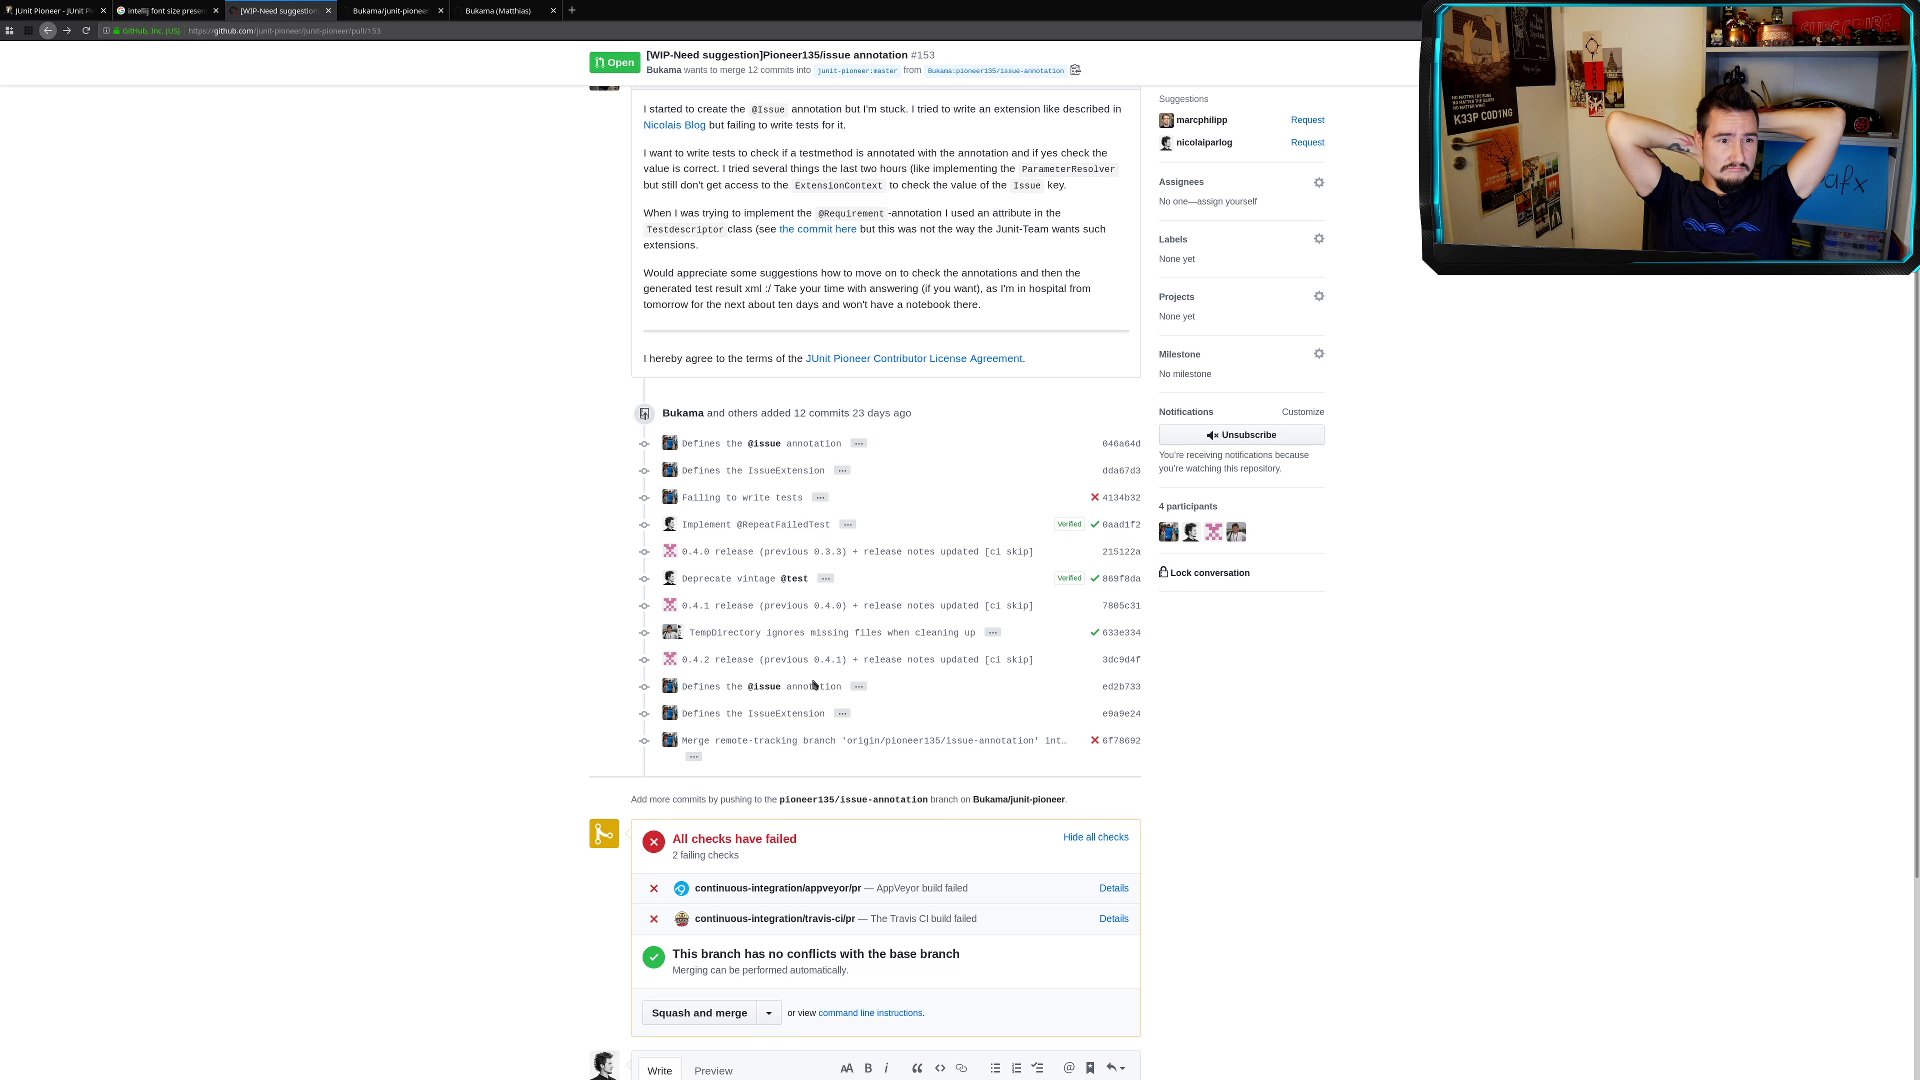 JUnit Pioneer - JUnit Pi
intellij font size presen
[WIP-Need suggestion
Bukama/junit-pioneer
Bukama (Matthias)
GitHub, Inc. (US)
https://github.com/junit-pioneer/junit-pioneer/pull/153
Open
[WIP-Need suggestion]Pioneer135/issue annotation #153
Bukama wants to merge 12 commits into junit-pioneer:master from Bukama:pioneer135/issue-annotation
I started to create the @Issue annotation but I'm stuck. I tried to write an extension like described in
Nicolais Blog but failing to write tests for it.
I want to write tests to check if a testmethod is annotated with the annotation and if yes check the
value is correct. I tried several things the last two hours (like implementing the ParameterResolver
but still don't get access to the ExtensionContext to check the value of the Issue key.
When I was trying to implement the @Requirement-annotation I used an attribute in the
Testdescriptor class (see the commit here but this was not the way the Junit-Team wants such
extensions.
Would appreciate some suggestions how to move on to check the annotations and then the
generated test result xml :/ Take your time with answering (if you want), as I'm in hospital from
tomorrow for the next about ten days and won't have a notebook there.
I hereby agree to the terms of the JUnit Pioneer Contributor License Agreement.
Bukama and others added 12 commits 23 days ago
Defines the @issue annotation ... 046a64d
Defines the IssueExtension ... dda67d3
Failing to write tests ... 4134b32
Implement @RepeatFailedTest ... Verified 0aad1f2
0.4.0 release (previous 0.3.3) + release notes updated [ci skip] 215122a
Deprecate vintage @test ... Verified 869f8da
0.4.1 release (previous 0.4.0) + release notes updated [ci skip] 7805c31
TempDirectory ignores missing files when cleaning up ... 633e334
0.4.2 release (previous 0.4.1) + release notes updated [ci skip] 3dc9d4f
Defines the @issue annotation ... ed2b733
Defines the IssueExtension ... e9a9e24
Merge remote-tracking branch 'origin/pioneer135/issue-annotation' int… 6f78692
...
Add more commits by pushing to the pioneer135/issue-annotation branch on Bukama/junit-pioneer.
All checks have failed
Hide all checks
2 failing checks
continuous-integration/appveyor/pr — AppVeyor build failed Details
continuous-integration/travis-ci/pr — The Travis CI build failed Details
This branch has no conflicts with the base branch
Merging can be performed automatically.
Squash and merge or view command line instructions.
Write
Preview
Suggestions
marcphilipp Request
nicolaiparlog Request
Assignees
No one—assign yourself
Labels
None yet
Projects
None yet
Milestone
No milestone
Notifications Customize
Unsubscribe
You're receiving notifications because
you're watching this repository.
4 participants
Lock conversation
SUBSCRIBE
K33P COD1NG
afx